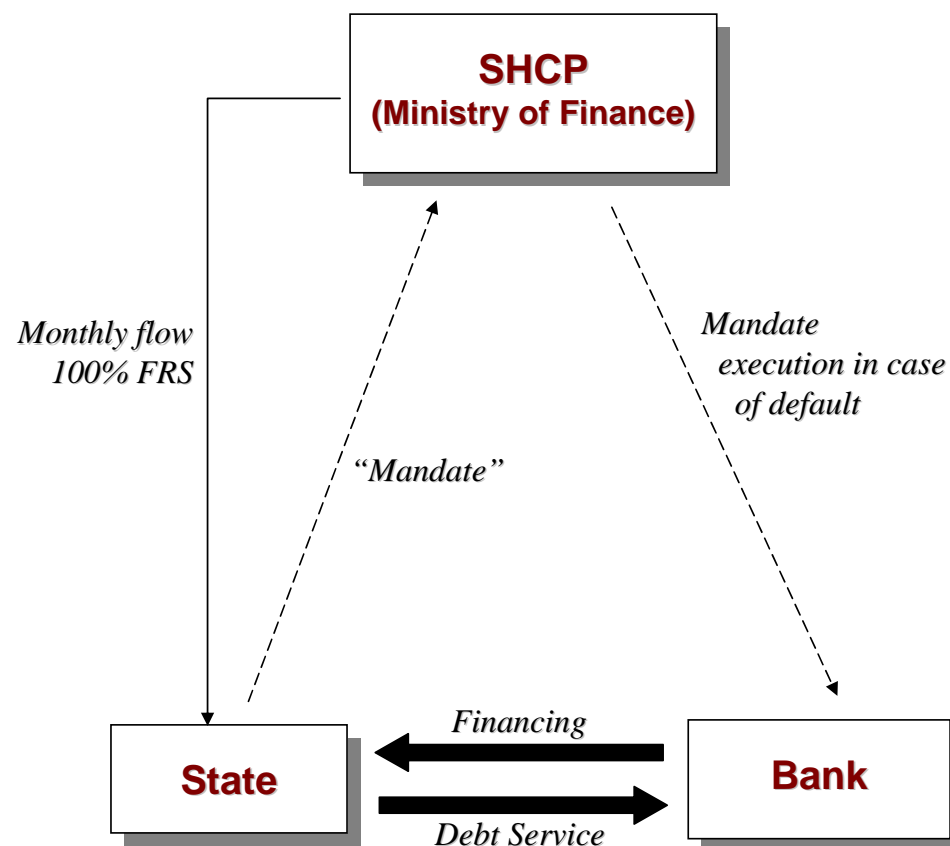 SHCP
(Ministry of Finance)
Monthly flow
100% FRS
Mandate
execution in case
of default
“Mandate”
Financing
State
Bank
Debt Service